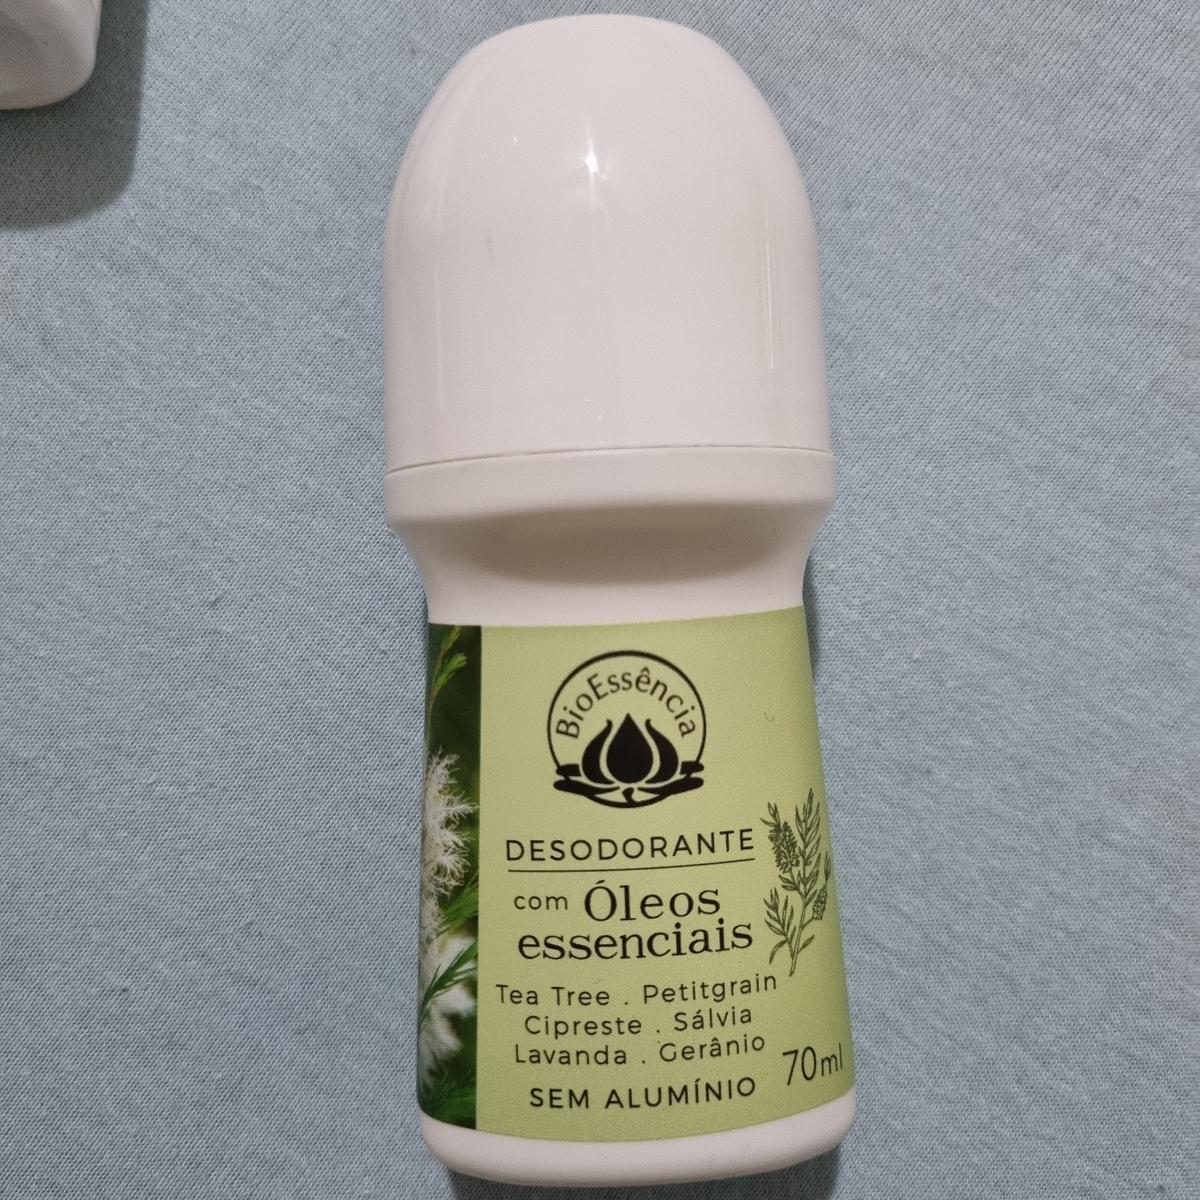 BioEssência
DESODORANTE
com Óleos
essenciais
Tea Tree . Petitgrain
Cipreste . Sálvia
Lavanda . Gerânio
SEM ALUMÍNIO
70ml